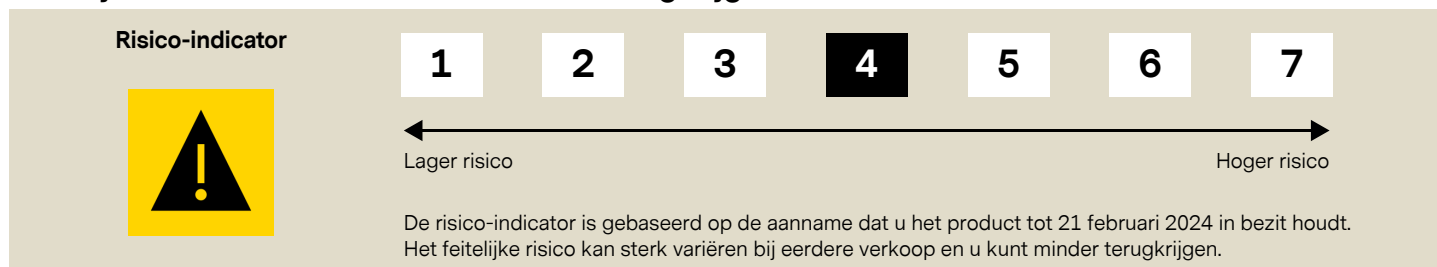 Risico-indicator
1 2 3 4 5 6 7
Lager risico Hoger risico
De risico-indicator is gebaseerd op de aanname dat u het product tot 21 februari 2024 in bezit houdt.
Het feitelijke risico kan sterk variëren bij eerdere verkoop en u kunt minder terugkrijgen.